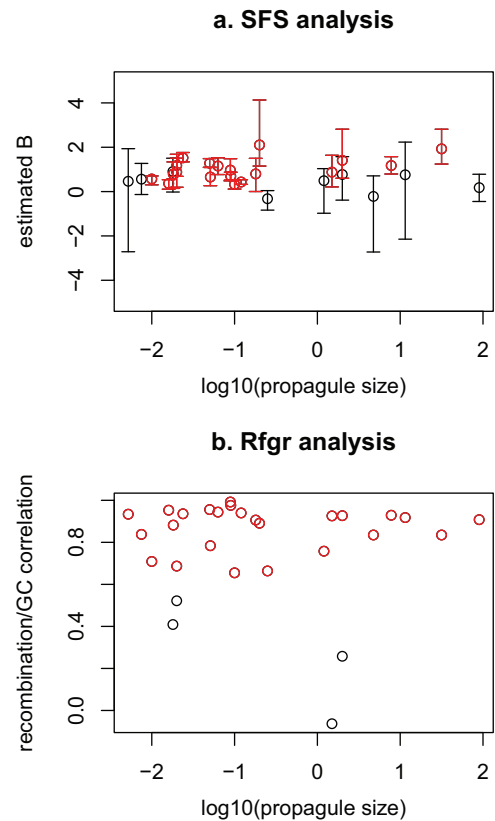 a. SFS analysis
estimated B
4
2
0
−2
−4
−2 −1 0 1 2
log10(propagule size)
b. Rfgr analysis
recombination/GC correlation
0.8
0.4
0.0
−2 −1 0 1 2
log10(propagule size)